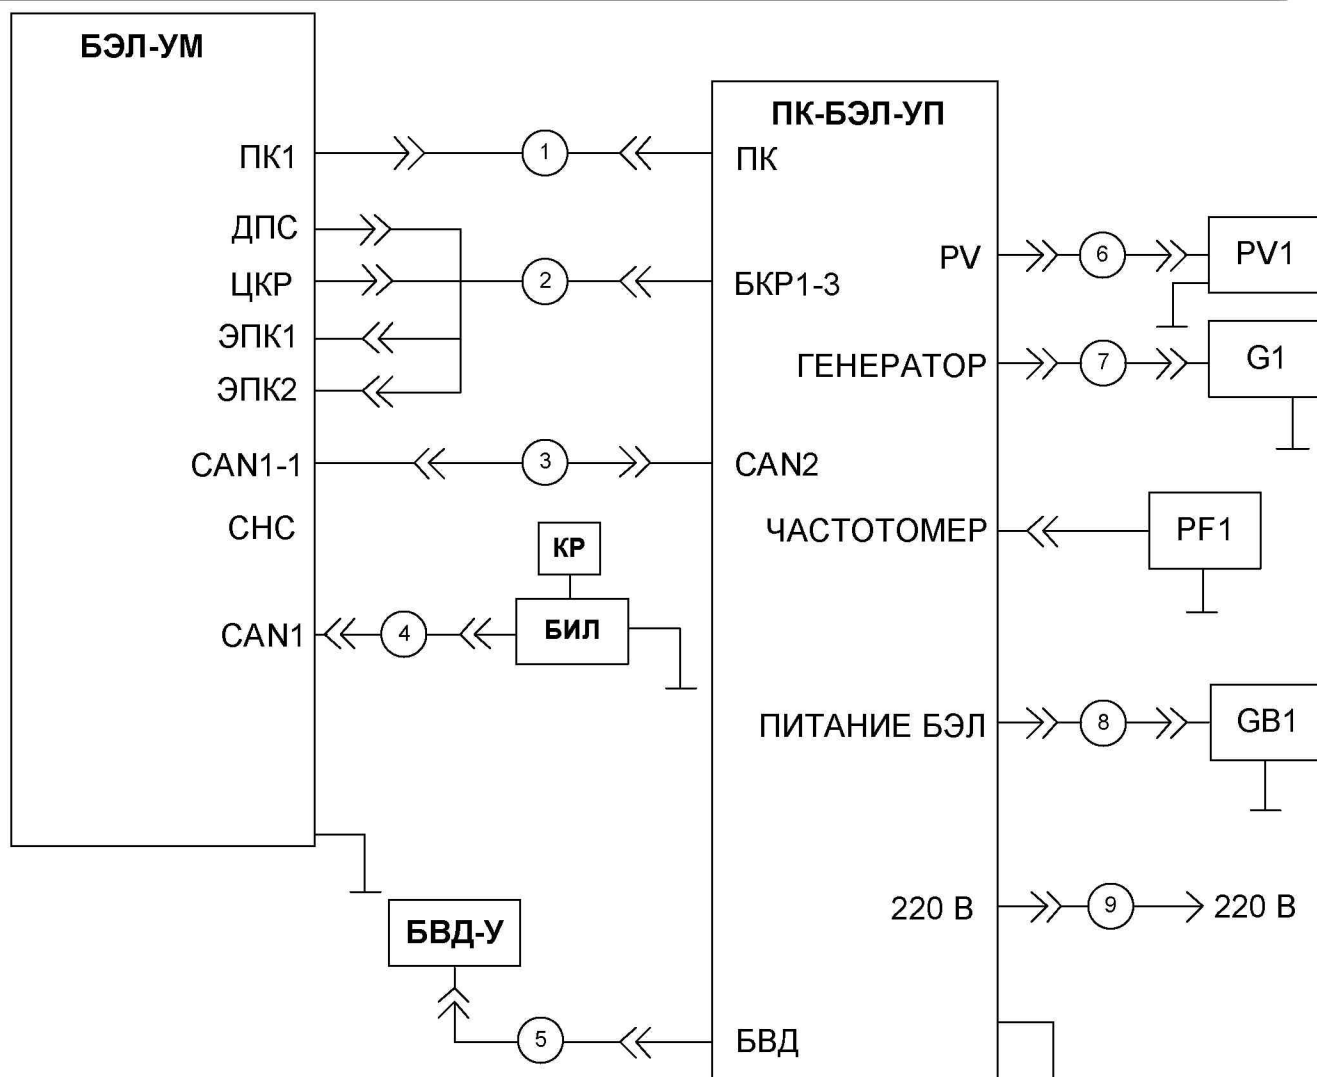 БЭЛ-УМ
ПК1
ДПС
ЦКР
ЭПК1
ЭПК2
CAN1-1
СНС
CAN1
1
2
3
4
КР
БИЛ
БВД-У
5
ПК-БЭЛ-УП
ПК
БКР1-3
CAN2
БВД
PV
ГЕНЕРАТОР
ЧАСТОТОМЕР
ПИТАНИЕ БЭЛ
220 В
6
7
8
9
PV1
G1
PF1
GB1
220 В